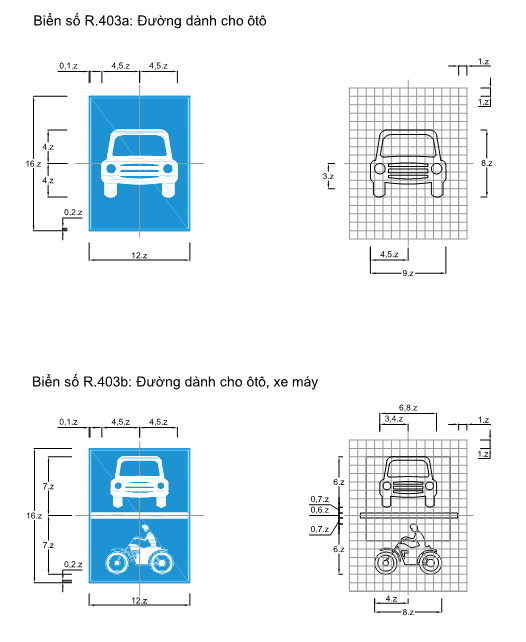 Biển số R.403a: Đường dành cho ôtô
0,1.z 4,5.z 4,5.z
1.z
1.z
4.z
16.z
4.z
8.z
3.z
0,2.z
12.z
4,5.z
9.z
Biển số R.403b: Đường dành cho ôtô, xe máy
6,8.z
0,1.z 4,5.z 4,5.z
3,4.z
1.z
1.z
7.z
6.z
0,7.z
16.z
0,6.z
0,7.z
7.z
6.z
0,2.z
12.z
4.z
8.z